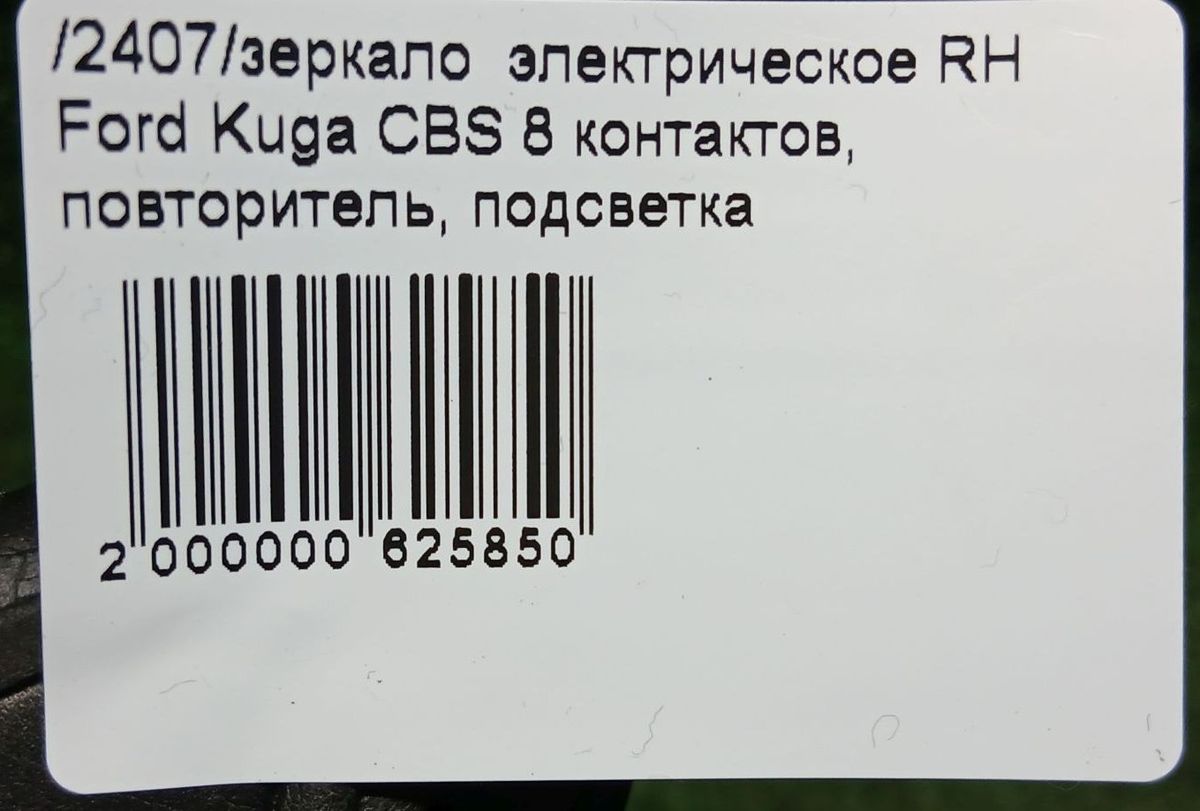 /2407/зеркало электрическое RH
Ford Kuga CBS 8 контактов,
повторитель, подсветка
2 000000 625850